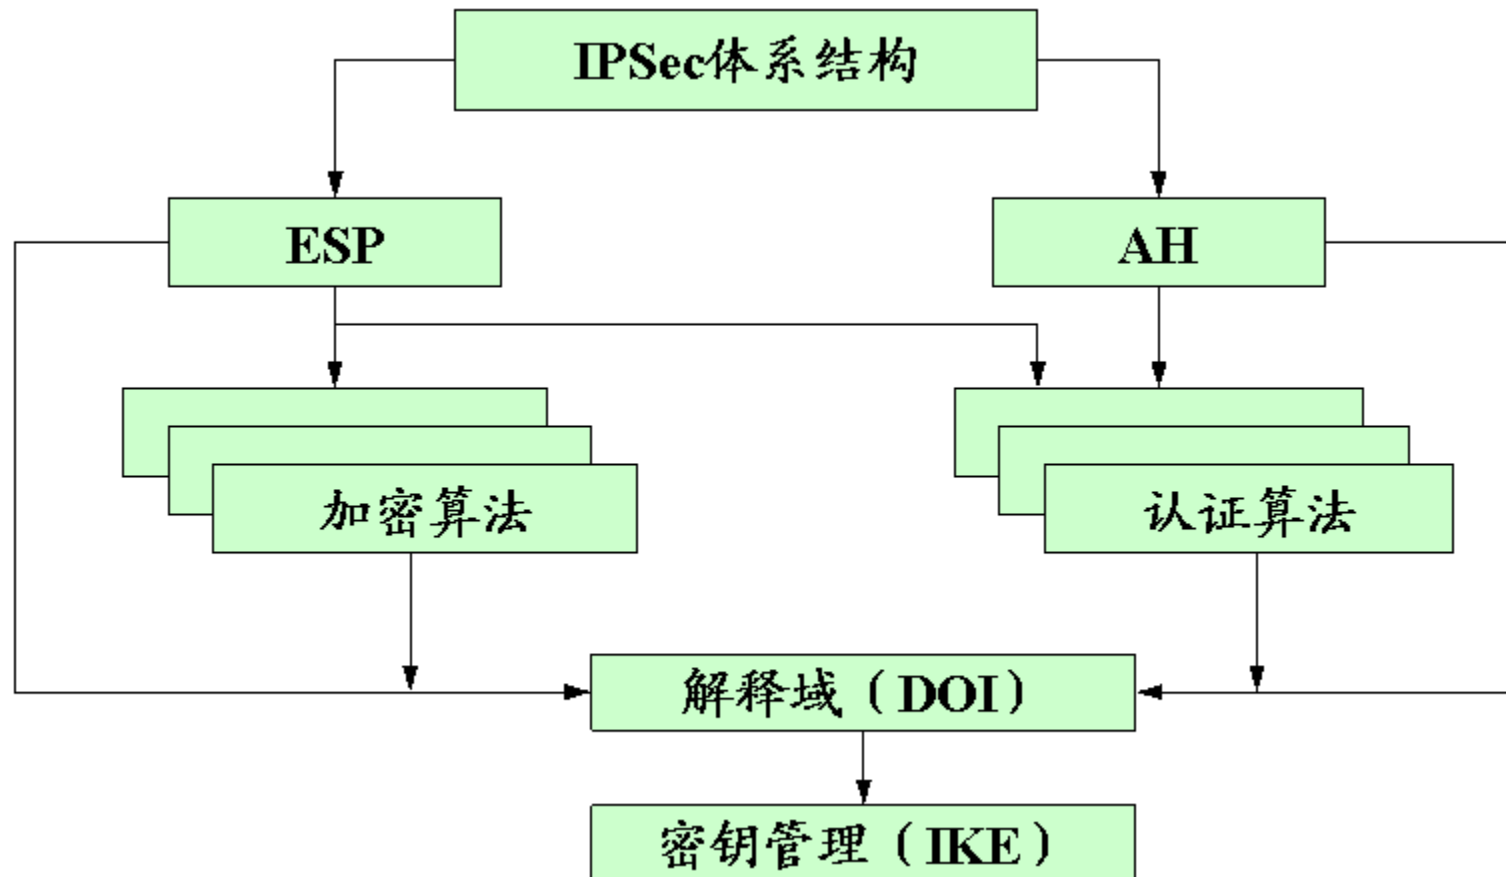 IPSec体系结构
ESP
AH
加密算法
认证算法
解释域（DOI）
密钥管理（IKE）